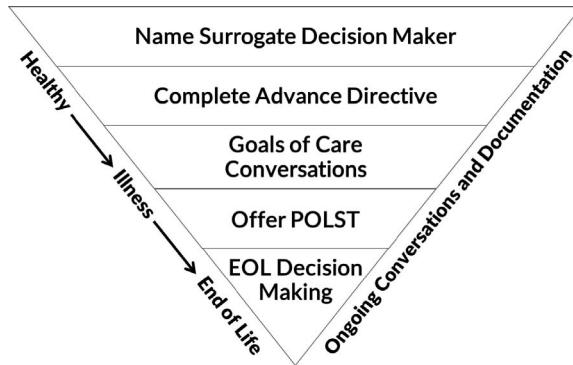 Name Surrogate Decision Maker
Complete Advance Directive
Goals of Care
Conversations
Offer POLST
EOL Decision
Making
Healthy
Illness
End of Life
Ongoing Conversations and Documentation